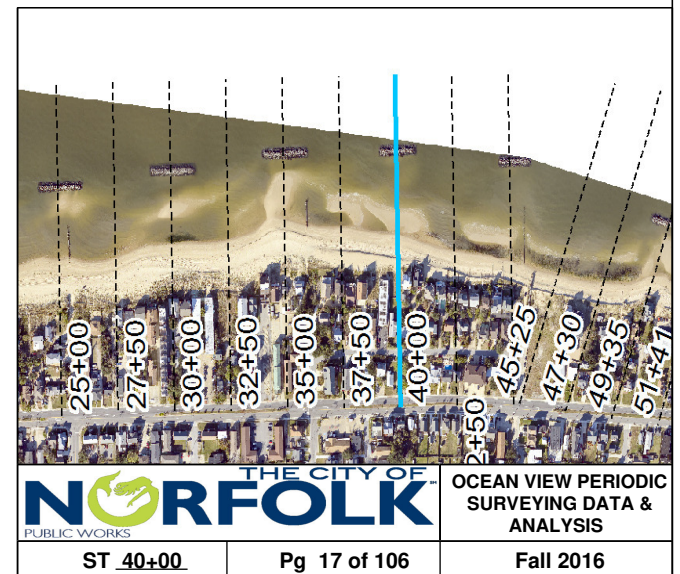 25+00
27+50
30+00
32+50
35+00
37+50
40+00
2+50
45+25
47+30
49+35
51+41
THE CITY OF
NORFOLK
PUBLIC WORKS
OCEAN VIEW PERIODIC
SURVEYING DATA &
ANALYSIS
ST 40+00
Pg 17 of 106
Fall 2016